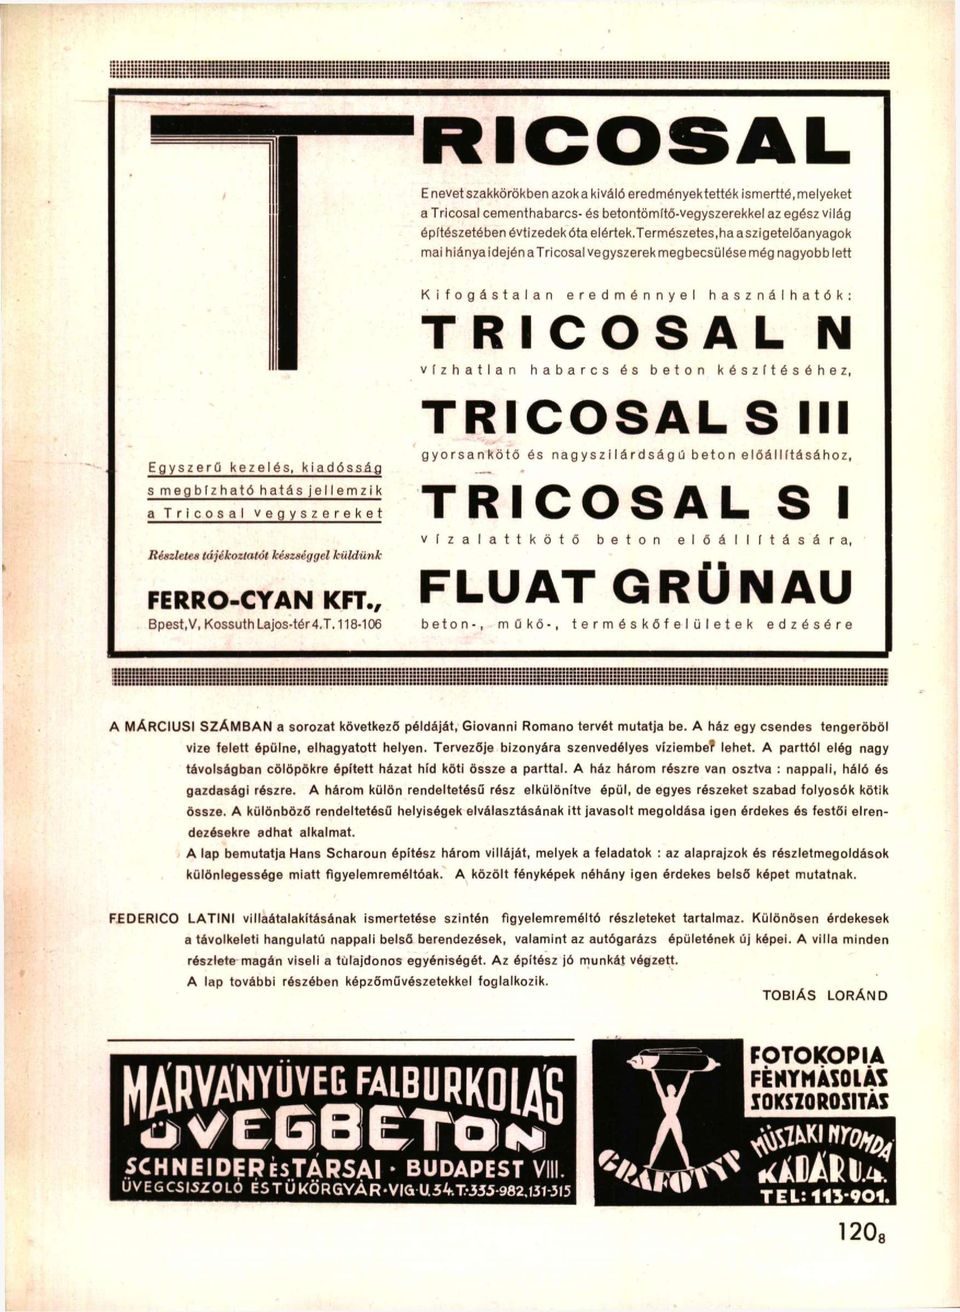 TRICOSAL
E nevet szakkörökben azok a kiváló eredmények tették ismertté, melyeket
a Tricosal cementhabarcs- és betontömítő-vegyszerekkel az egész világ
építészetében évtizedek óta elértek. Természetes, ha a szigetelőanyagok
mai hiánya idején a Tricosal vegyszerek megbecsülése még nagyobb lett
Kifogástalan eredménnyel használhatók:
TRICOSAL N
vízhatlan habarcs és beton készítéséhez,
TRICOSAL S III
gyorsankötő és nagyszilárdságú beton előállításához,
TRICOSAL S I
vízalattkötő beton előállítására,
FLUAT GRÜNAU
beton-, műkő-, terméskőfelületek edzésére
Egyszerű kezelés, kiadósság
s megbízható hatás jellemzik
a Tricosal vegyszereket
Részletes tájékoztatót készséggel küldünk
FERRO-CYAN KFT.,
Bpest, V, Kossuth Lajos-tér 4. T. 118-106
A MÁRCIUSI SZÁMBAN a sorozat következő példáját, Giovanni Romano tervét mutatja be. A ház egy csendes tengeröböl
vize felett épülne, elhagyatott helyen. Tervezője bizonyára szenvedélyes víziember lehet. A parttól elég nagy
távolságban cölöpökre épített házat híd köti össze a parttal. A ház három részre van osztva : nappali, háló és
gazdasági részre. A három külön rendeltetésű rész elkülönítve épül, de egyes részeket szabad folyosók kötik
össze. A különböző rendeltetésű helyiségek elválasztásának itt javasolt megoldása igen érdekes és festői elren-
dezésekre adhat alkalmat.
A lap bemutatja Hans Scharoun építész három villáját, melyek a feladatok : az alaprajzok és részletmegoldások
különlegessége miatt figyelemreméltóak. A közölt fényképek néhány igen érdekes belső képet mutatnak.
FEDERICO LATINI villaátalakításának ismertetése szintén figyelemreméltó részleteket tartalmaz. Különösen érdekesek
a távolkeleti hangulatú nappali belső berendezések, valamint az autógarázs épületének új képei. A villa minden
részlete magán viseli a tulajdonos egyéniségét. Az építész jó munkát végzett.
A lap további részében képzőművészetekkel foglalkozik.
TOBIÁS LORÁND
MÁRVÁNYÜVEG FALBURKOLÁS
ÜVEGBETON
SCHNEIDER ÉS TÁRSAI · BUDAPEST VIII.
ÜVEGCSISZOLÓ ÉS TÜKÖRGYÁR · VIG-U. 34. T.: 335-982, 131-315
FOTOKOPIA
FÉNYMÁSOLÁS
SOKSZOROSITÁS
GRAFOTYP
MÜSZAKI NYOMDA
KÁDÁR U.4.
TEL: 113-901.
120₈